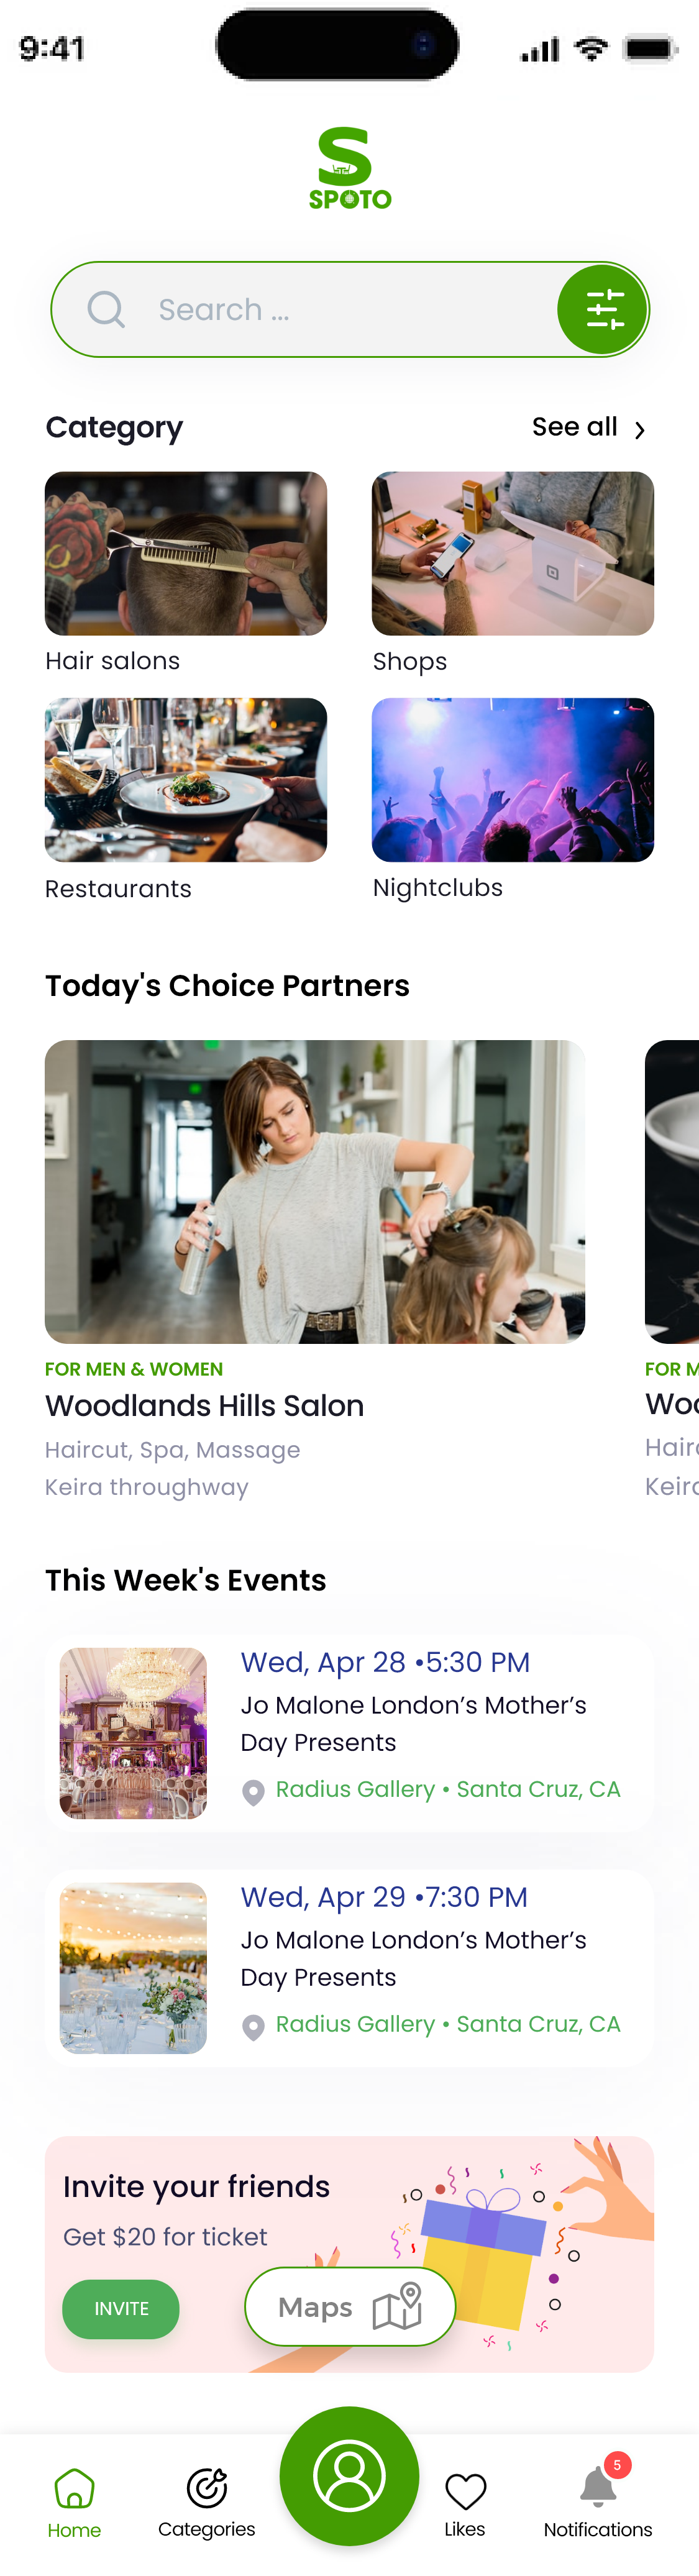 9:41
S
SPOTO
Search ...
Category
See all
Hair salons
Shops
Restaurants
Nightclubs
Today's Choice Partners
FOR MEN & WOMEN
Woodlands Hills Salon
Haircut, Spa, Massage
Keira throughway
FOR M
Woo
Hairc
Keira
This Week's Events
Wed, Apr 28 •5:30 PM
Jo Malone London’s Mother’s
Day Presents
Radius Gallery • Santa Cruz, CA
Wed, Apr 29 •7:30 PM
Jo Malone London’s Mother’s
Day Presents
Radius Gallery • Santa Cruz, CA
Invite your friends
Get $20 for ticket
INVITE
Maps
Home
Categories
Likes
5
Notifications